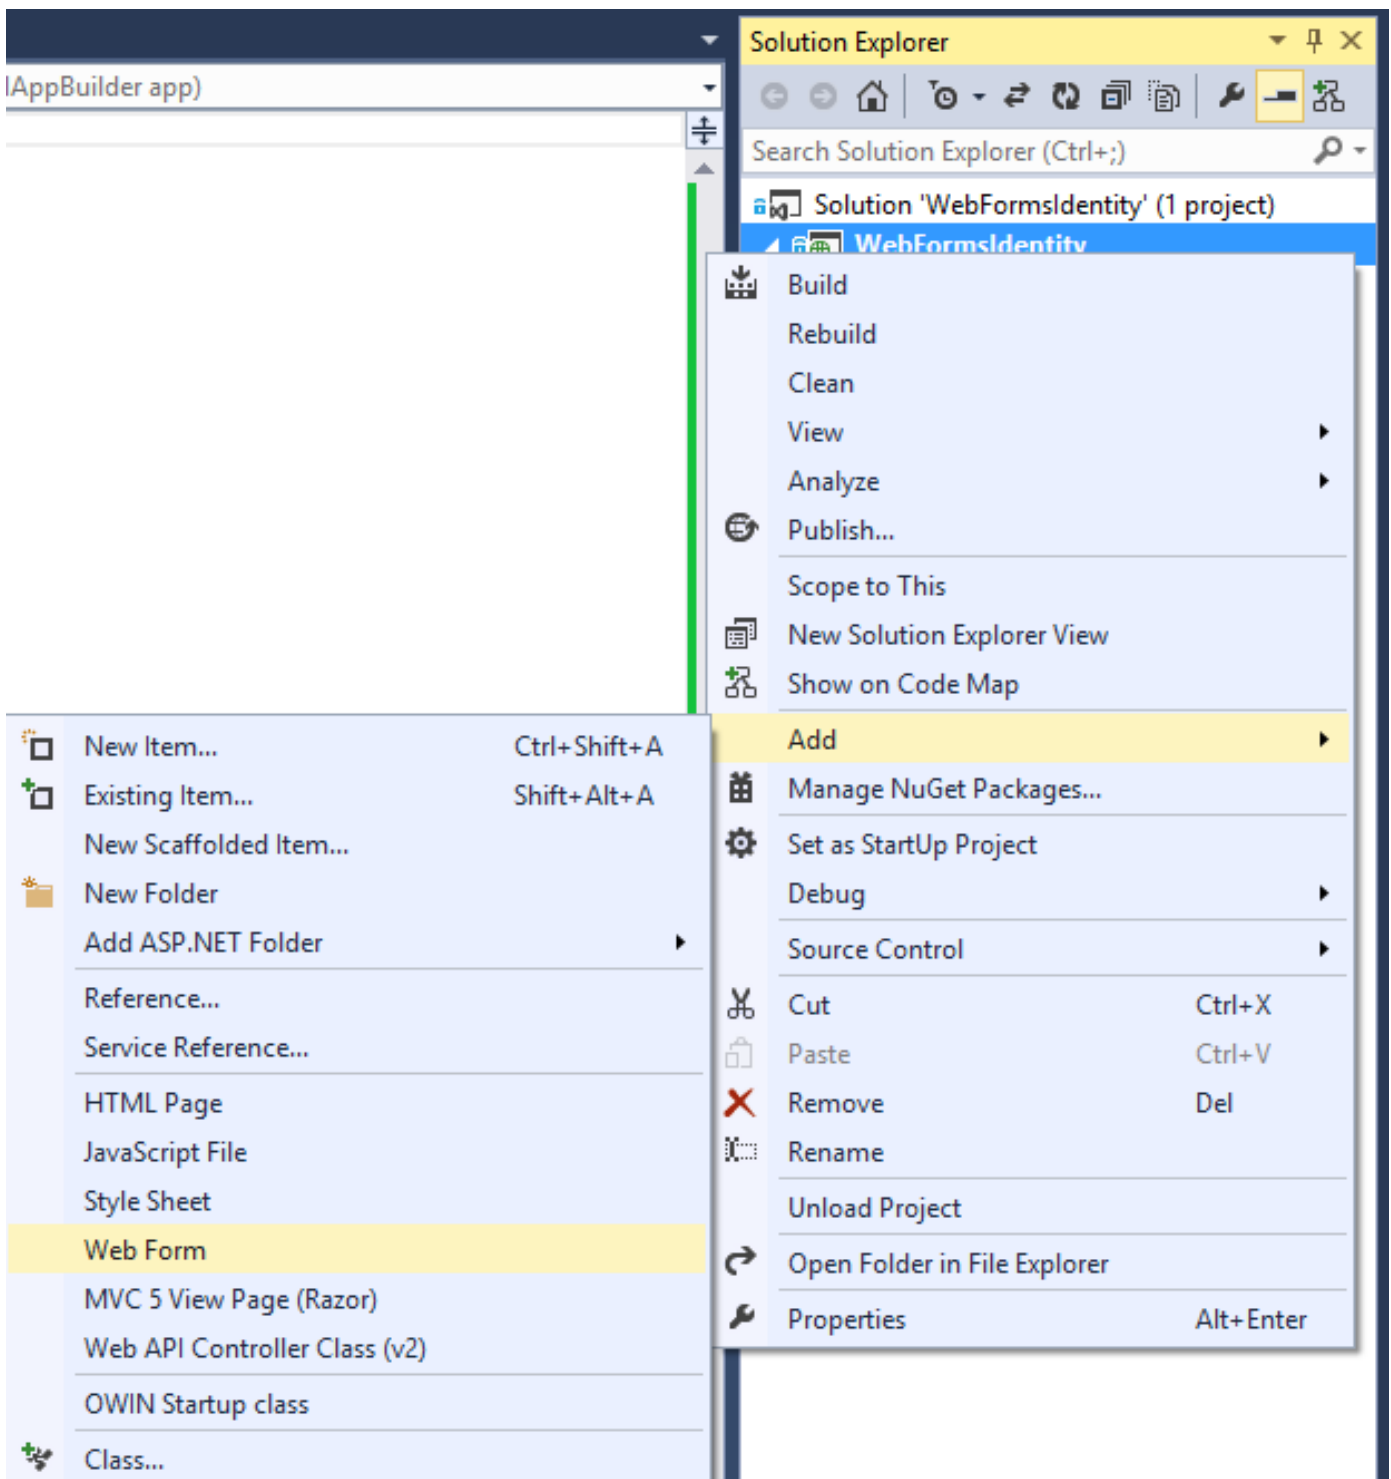 AppBuilder app)
Solution Explorer
Search Solution Explorer (Ctrl+;)
Solution 'WebFormsIdentity' (1 project)
WebFormsIdentity
Build
Rebuild
Clean
View
Analyze
Publish...
Scope to This
New Solution Explorer View
Show on Code Map
Add
Manage NuGet Packages...
Set as StartUp Project
Debug
Source Control
Cut Ctrl+X
Paste Ctrl+V
Remove Del
Rename
Unload Project
Open Folder in File Explorer
Properties Alt+Enter
New Item... Ctrl+Shift+A
Existing Item... Shift+Alt+A
New Scaffolded Item...
New Folder
Add ASP.NET Folder
Reference...
Service Reference...
HTML Page
JavaScript File
Style Sheet
Web Form
MVC 5 View Page (Razor)
Web API Controller Class (v2)
OWIN Startup class
Class...